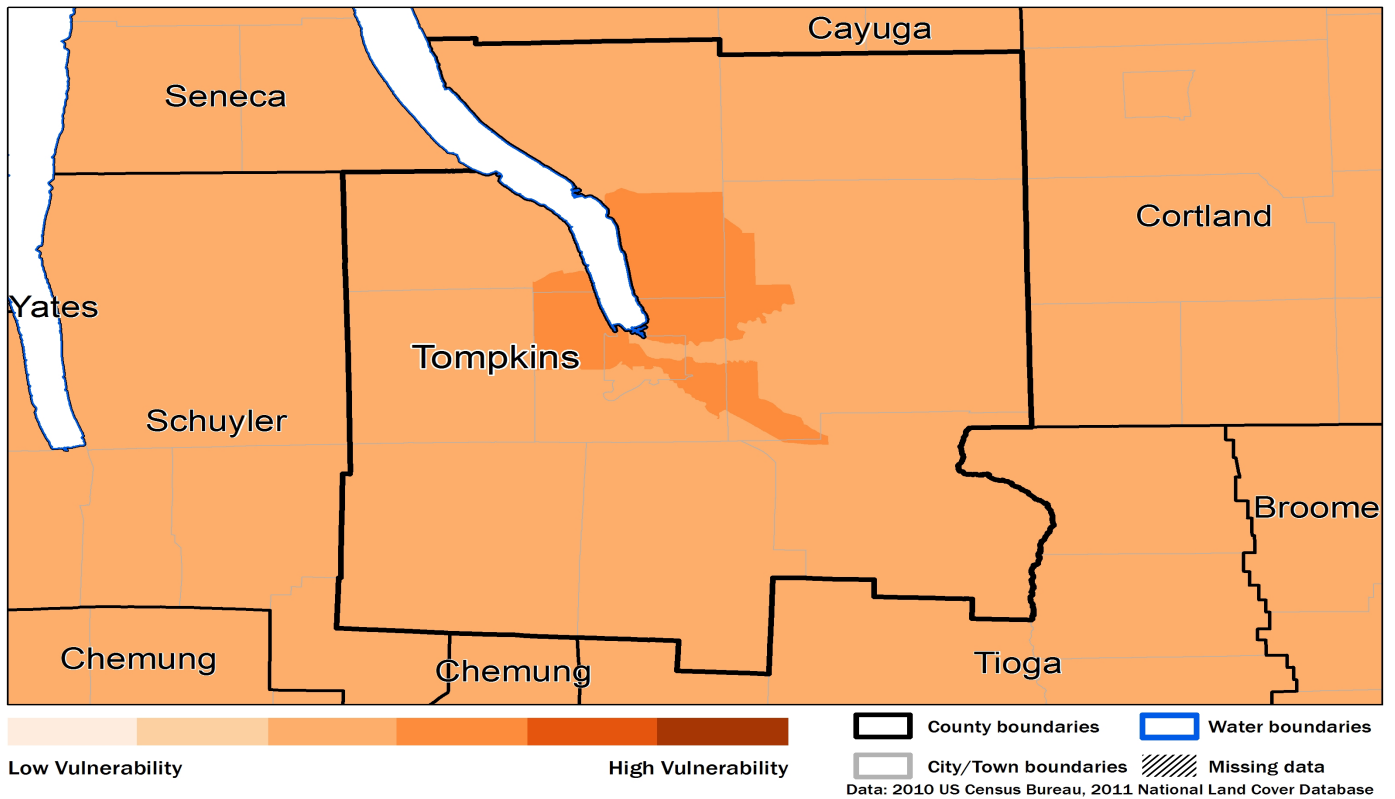 Cayuga
Seneca
Cortland
Yates
Tompkins
Schuyler
Broome
Chemung
Chemung
Tioga
Low Vulnerability
High Vulnerability
County boundaries
Water boundaries
City/Town boundaries
Missing data
Data: 2010 US Census Bureau, 2011 National Land Cover Database